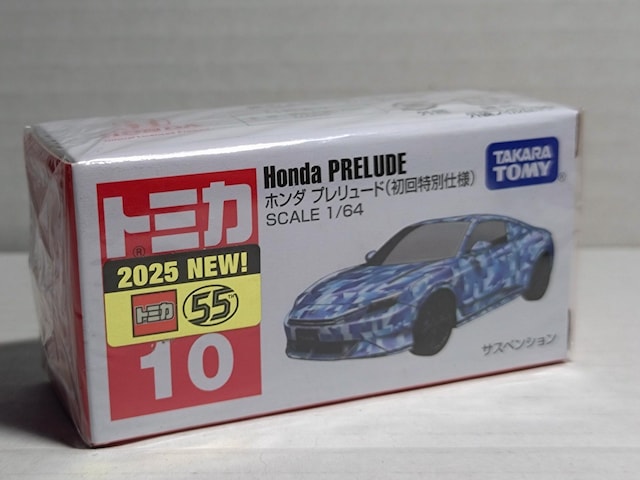 Honda PRELUDE
ホンダ プレリュード(初回特別仕様)
SCALE 1/64
TAKARA
TOMY
トミカ
®
2025 NEW!
トミカ 55
10
サスペンション